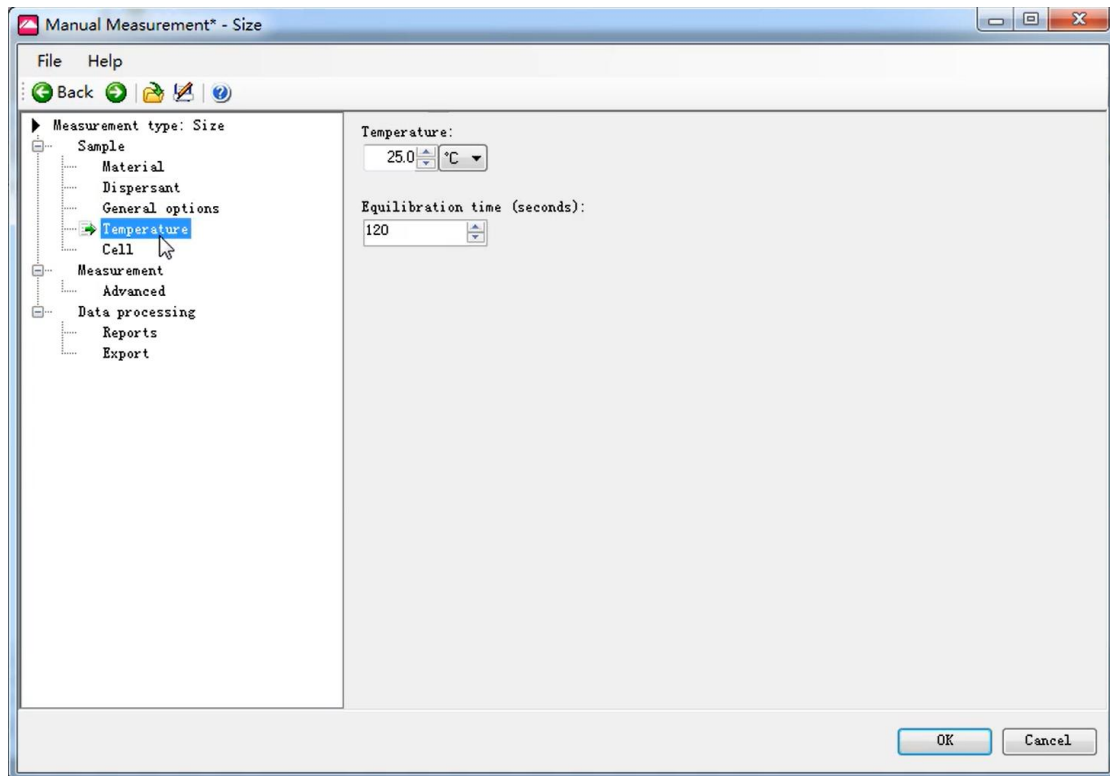 Manual Measurement* - Size
File Help
Back
Measurement type: Size
Sample
Material
Dispersant
General options
Temperature
Cell
Measurement
Advanced
Data processing
Reports
Export
Temperature:
25.0 °C
Equilibration time (seconds):
120
OK Cancel